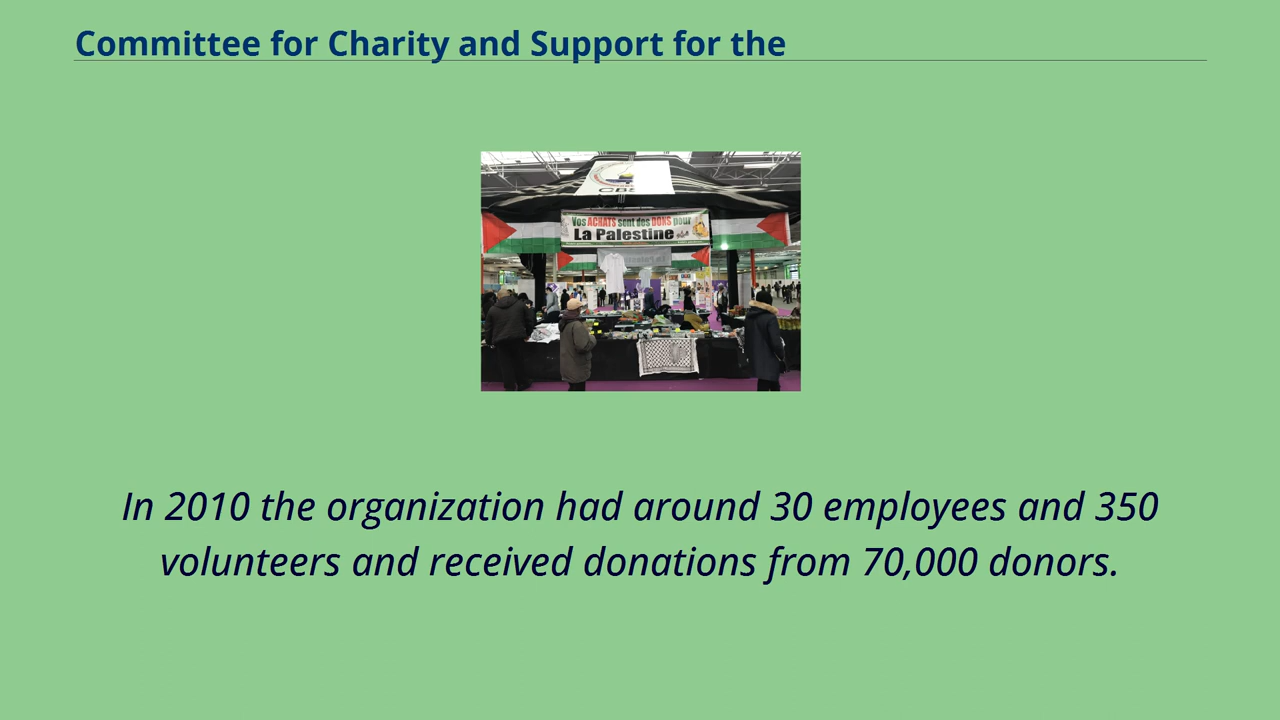 Committee for Charity and Support for the
Vos ACHATS sont des DONS pour
La Palestine
In 2010 the organization had around 30 employees and 350
volunteers and received donations from 70,000 donors.